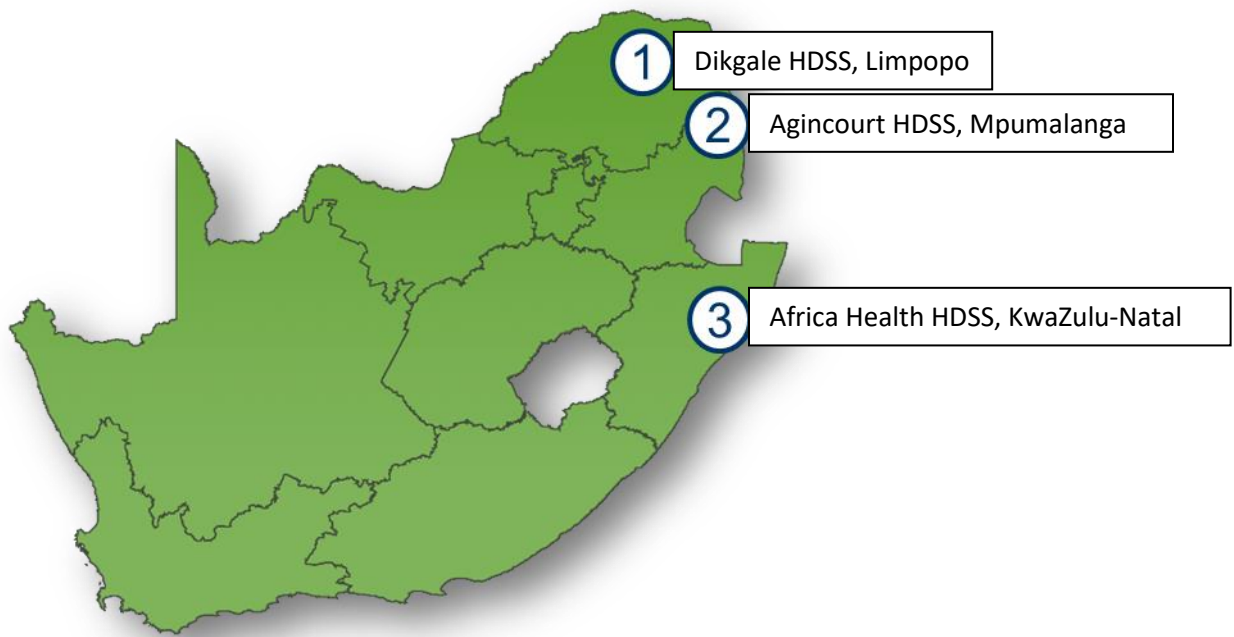 1 Dikgale HDSS, Limpopo
2 Agincourt HDSS, Mpumalanga
3 Africa Health HDSS, KwaZulu-Natal